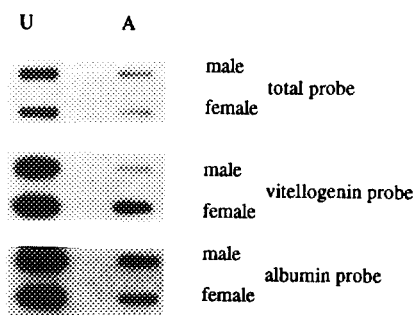 U A
male
total probe
female
male
vitellogenin probe
female
male
albumin probe
female